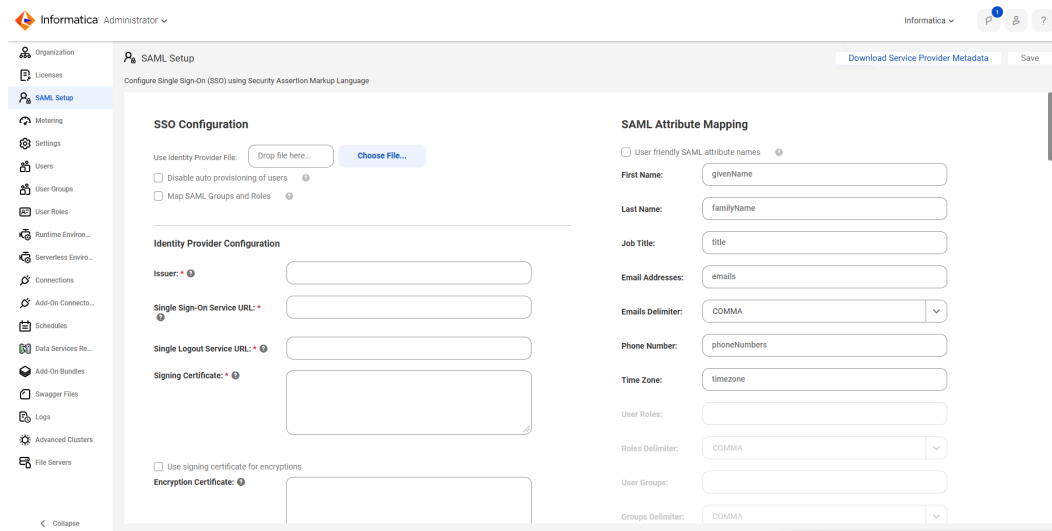 Informatica Administrator
Informatica
1
?
Organization
Licenses
SAML Setup
Metering
Settings
Users
User Groups
User Roles
Runtime Environ...
Serverless Enviro...
Connections
Add-On Connecto...
Schedules
Data Services Re...
Add-On Bundles
Swagger Files
Logs
Advanced Clusters
File Servers
Collapse
SAML Setup
Download Service Provider Metadata
Save
Configure Single Sign-On (SSO) using Security Assertion Markup Language
SSO Configuration
Use Identity Provider File: Drop file here... Choose File...
Disable auto provisioning of users ?
Map SAML Groups and Roles ?
Identity Provider Configuration
Issuer: * ?
Single Sign-On Service URL: *
?
Single Logout Service URL: * ?
Signing Certificate: * ?
Use signing certificate for encryptions
Encryption Certificate: ?
SAML Attribute Mapping
User friendly SAML attribute names ?
First Name: givenName
Last Name: familyName
Job Title: title
Email Addresses: emails
Emails Delimiter: COMMA
Phone Number: phoneNumbers
Time Zone: timezone
User Roles:
Roles Delimiter: COMMA
User Groups:
Groups Delimiter: COMMA